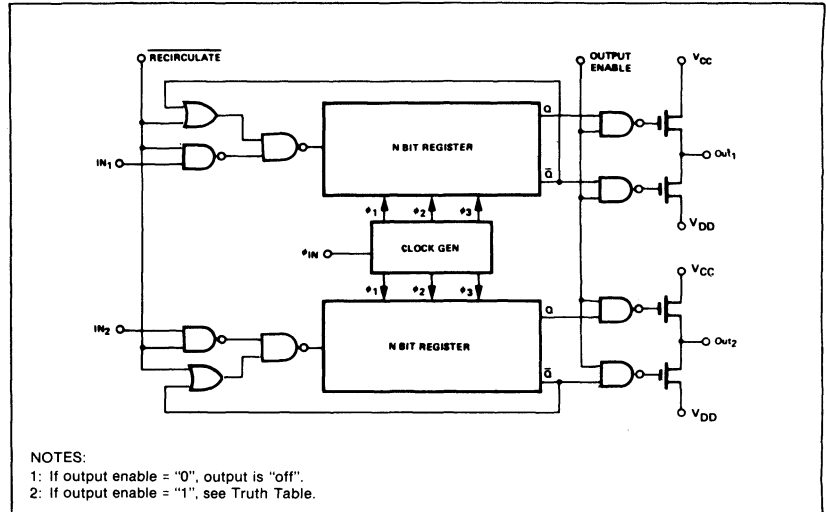 RECIRCULATE
OUTPUT ENABLE
VCC
Q
N BIT REGISTER
Out1
IN1
Q̅
VDD
ϕ1 ϕ2 ϕ3
ϕIN
CLOCK GEN
VCC
ϕ1 ϕ2 ϕ3
Q
IN2
N BIT REGISTER
Out2
Q̅
VDD
NOTES:
1: If output enable = "0", output is "off".
2: If output enable = "1", see Truth Table.